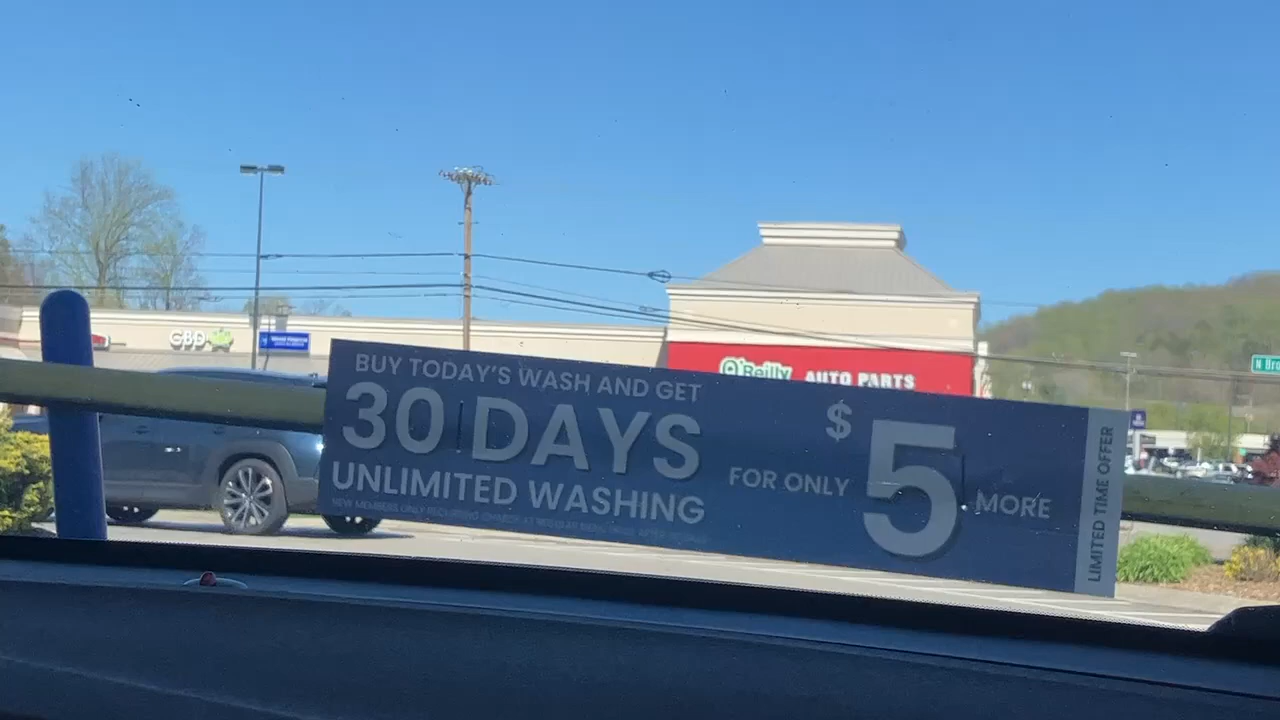 BUY TODAY'S WASH AND GET
30 DAYS
UNLIMITED WASHING
FOR ONLY
$5
MORE
LIMITED TIME OFFER
O'Reilly AUTO PARTS
CBD
N Bro